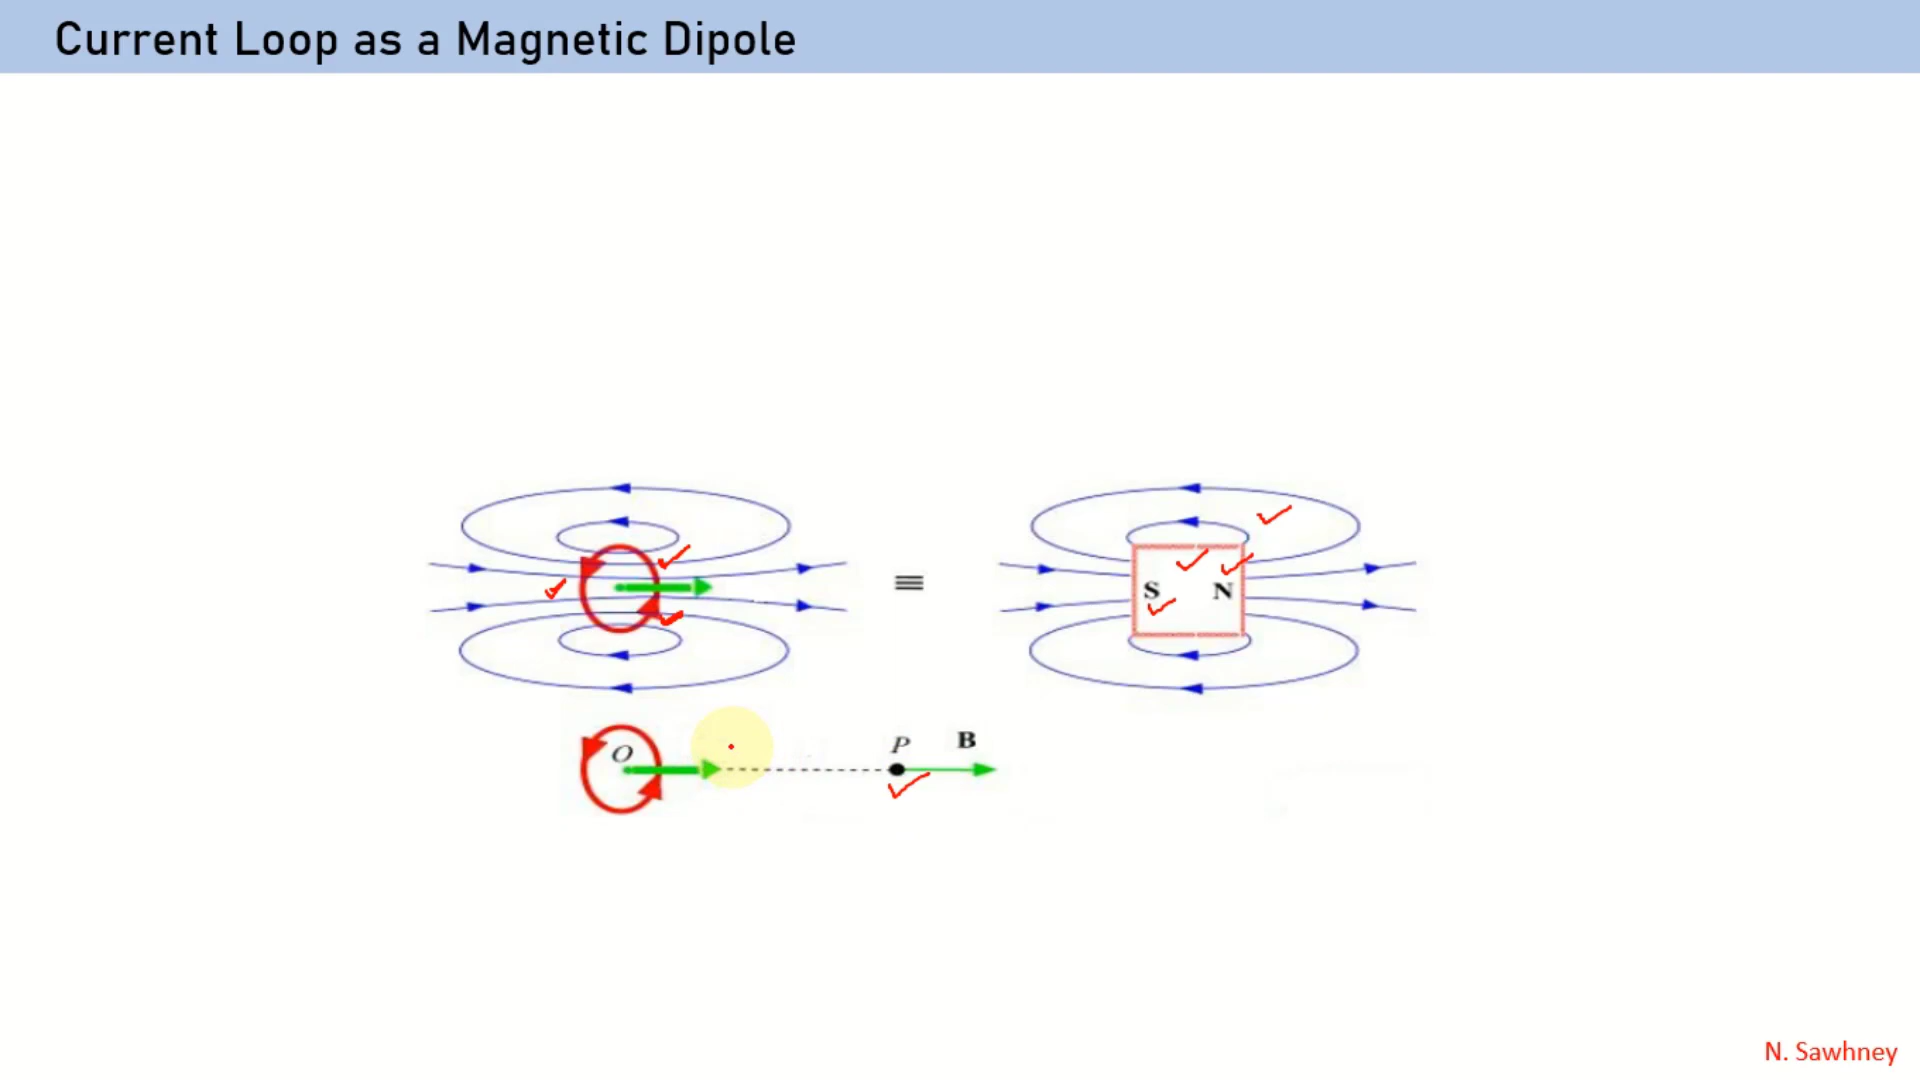 Current Loop as a Magnetic Dipole
≡
S N
O P B
N. Sawhney